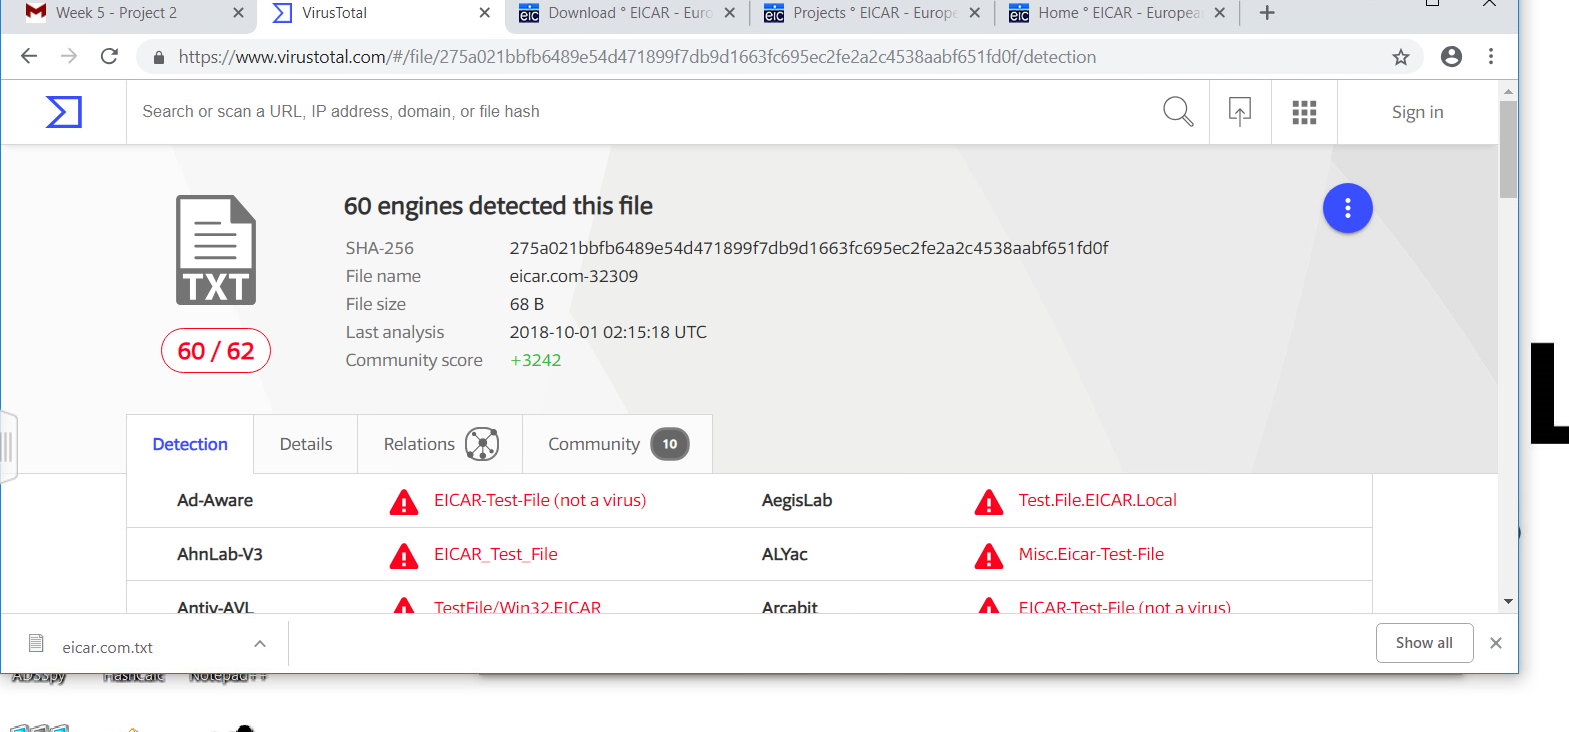 Week 5 - Project 2
VirusTotal
Download ° EICAR - Euro
Projects ° EICAR - Europe
Home ° EICAR - Europea
https://www.virustotal.com/#/file/275a021bbfb6489e54d471899f7db9d1663fc695ec2fe2a2c4538aabf651fd0f/detection
Search or scan a URL, IP address, domain, or file hash
Sign in
TXT
60 / 62
60 engines detected this file
SHA-256 275a021bbfb6489e54d471899f7db9d1663fc695ec2fe2a2c4538aabf651fd0f
File name eicar.com-32309
File size 68 B
Last analysis 2018-10-01 02:15:18 UTC
Community score +3242
L
Detection Details Relations Community 10
Ad-Aware EICAR-Test-File (not a virus) AegisLab Test.File.EICAR.Local
AhnLab-V3 EICAR_Test_File ALYac Misc.Eicar-Test-File
Antiy-AVL TestFile/Win32.EICAR Arcabit EICAR-Test-File (not a virus)
eicar.com.txt
Show all
ADSSpy HashCalc Notepad++